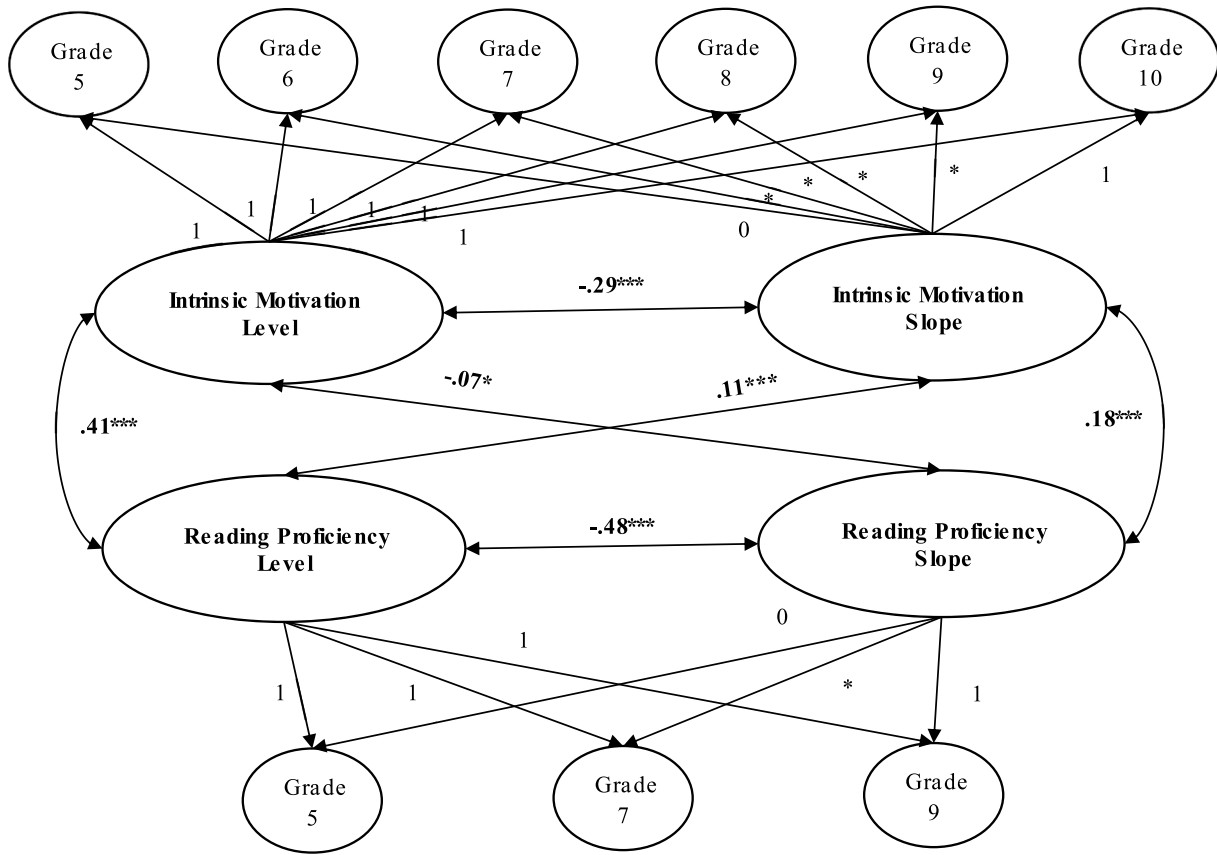 Grade
5
Grade
6
Grade
7
Grade
8
Grade
9
Grade
10
1
1
1
1
1
1
0
*
*
*
*
1
Intrinsic Motivation
Level
-.29***
Intrinsic Motivation
Slope
-.07*
.11***
.41***
.18***
Reading Proficiency
Level
-.48***
Reading Proficiency
Slope
1
1
1
0
*
1
Grade
5
Grade
7
Grade
9